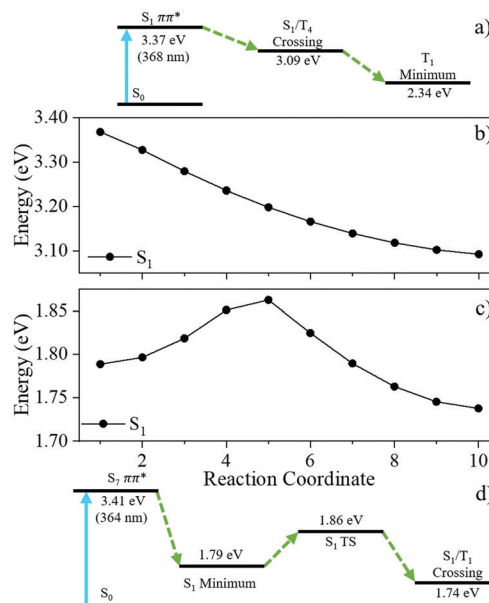 a)
S₁ ππ*
3.37 eV
(368 nm)
S₁/T₄
Crossing
3.09 eV
T₁
Minimum
2.34 eV
S₀
b)
3.40
3.30
3.20
3.10
Energy (eV)
S₁
c)
1.85
1.80
1.75
1.70
Energy (eV)
S₁
2 4 6 8 10
Reaction Coordinate
d)
S₇ ππ*
3.41 eV
(364 nm)
1.79 eV
S₁ Minimum
1.86 eV
S₁ TS
S₁/T₁
Crossing
1.74 eV
S₀